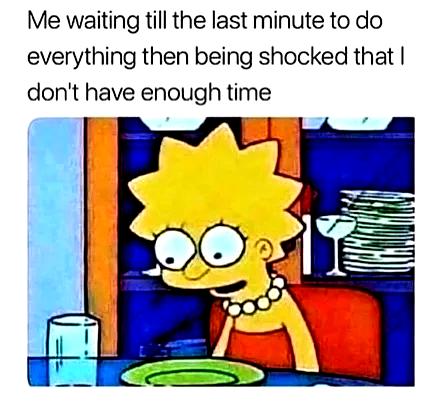 Me waiting till the last minute to do
everything then being shocked that I
don't have enough time